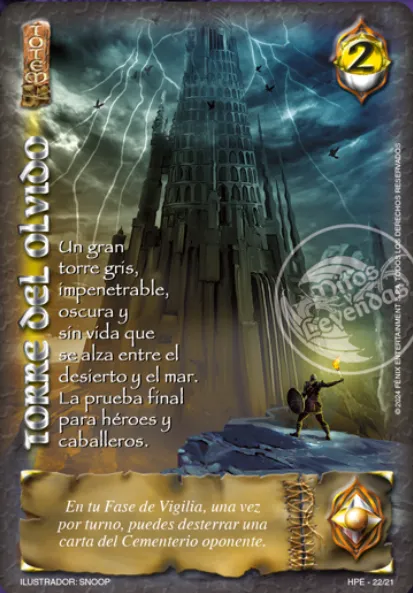 TOTEM
2
TORRE DEL OLVIDO
Un gran
torre gris,
impenetrable,
oscura y
sin vida que
se alza entre el
desierto y el mar.
La prueba final
para héroes y
caballeros.
Mitos
y
Leyendas
© 2024 FENIX ENTERTAINMENT S.P.A. TODOS LOS DERECHOS RESERVADOS
En tu Fase de Vigilia, una vez
por turno, puedes desterrar una
carta del Cementerio oponente.
ILUSTRADOR: SNOOP
HPE - 22/21